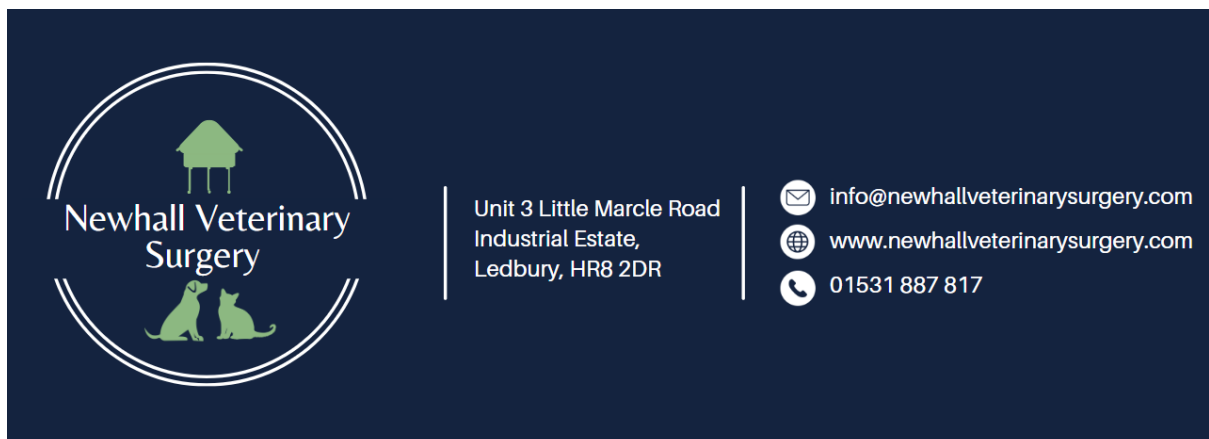 Newhall Veterinary
Surgery
Unit 3 Little Marcle Road
Industrial Estate,
Ledbury, HR8 2DR
info@newhallveterinarysurgery.com
www.newhallveterinarysurgery.com
01531 887 817